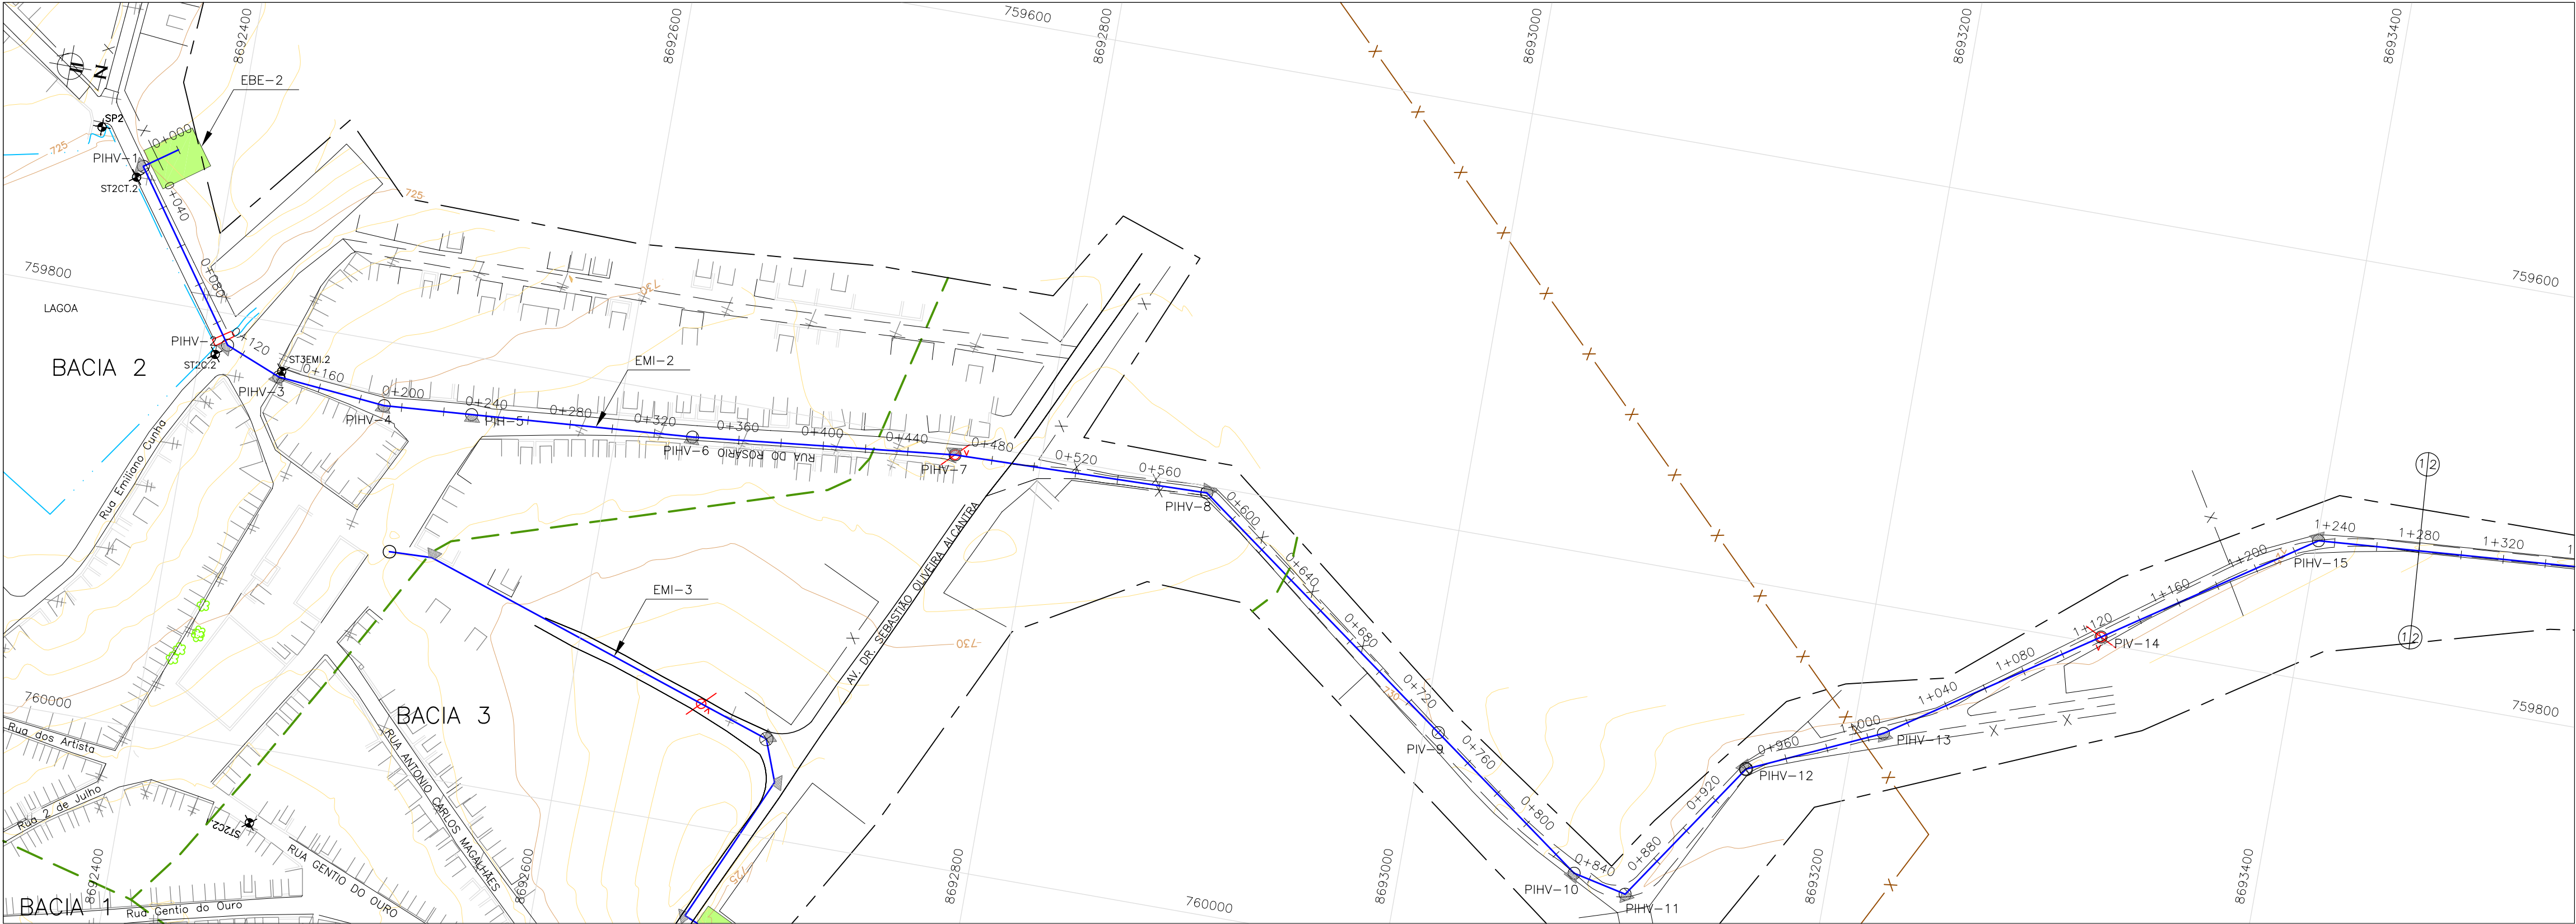 8692400
8692600
759600
8692800
8693000
8693200
8693400
N
EBE-2
SP2
0+000
725
PIHV-1
ST2CT.2
0+040
725
0+080
759800
759600
LAGOA
730
PIHV-2
0+120
BACIA 2
ST2C.2
ST3EMI.2
EMI-2
0+160
PIHV-3
0+200
PIHV-4
0+240
PIH-5
0+280
0+320
PIHV-6
0+360
RUA DO ROSÁRIO
0+400
0+440
PIHV-7
0+480
0+520
0+560
PIHV-8
0+600
Rua Emiliano Cunha
12
12
1+240
1+280
1+320
1+200
PIHV-15
0+640
EMI-3
AV. DR. SEBASTIÃO OLIVEIRA ALCANTRA
0+680
730
1+160
1+120
PIV-14
1+080
1+040
760000
759800
730
0+720
BACIA 3
Rua dos Artista
PIV-9
0+760
1+000
PIHV-13
0+960
PIHV-12
RUA ANTONIO CARLOS MAGALHÃES
Rua 2 de Julho
0+800
0+920
ST2C2.
RUA GENTIO DO OURO
725
0+840
0+880
PIHV-10
PIHV-11
8692400
8692600
8692800
760000
8693000
8693200
8693400
BACIA 1
Rua Gentio do Ouro